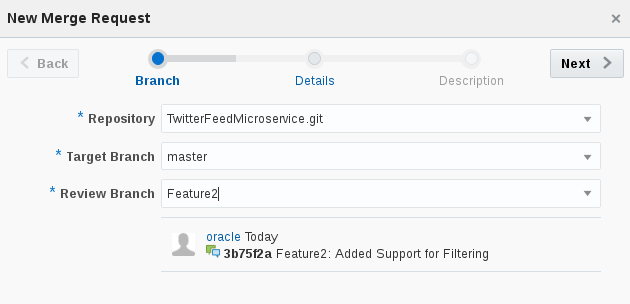 New Merge Request ×
Back Next
Branch Details Description
* Repository TwitterFeedMicroservice.git
* Target Branch master
* Review Branch Feature2
oracle Today
3b75f2a Feature2: Added Support for Filtering